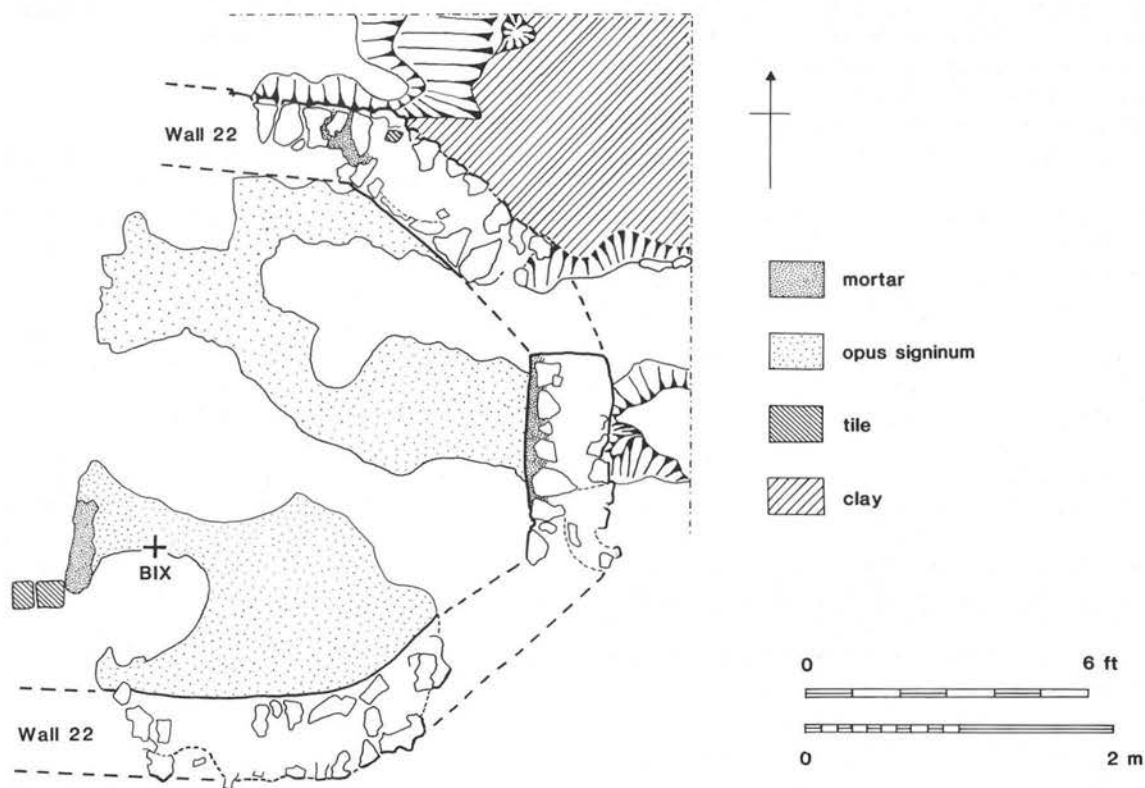 Wall 22
mortar
opus signinum
tile
clay
BIX
Wall 22
0 6 ft
0 2 m